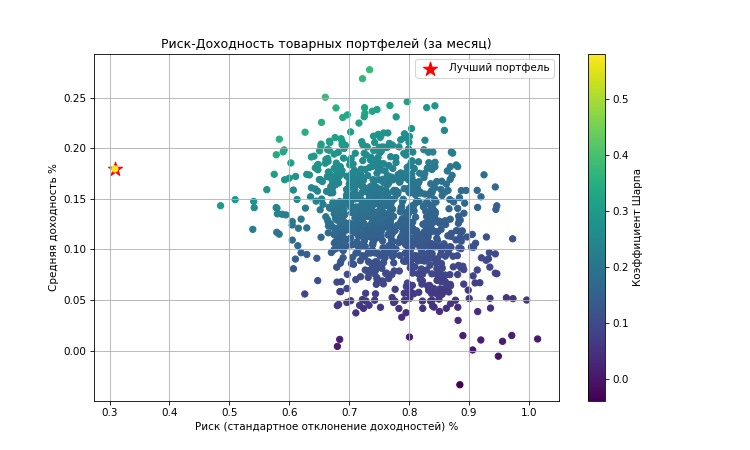 Риск-Доходность товарных портфелей (за месяц)
Лучший портфель
Средняя доходность %
0.25
0.20
0.15
0.10
0.05
0.00
0.3 0.4 0.5 0.6 0.7 0.8 0.9 1.0
Риск (стандартное отклонение доходностей) %
0.5
0.4
0.3
0.2
0.1
0.0
Коэффициент Шарпа